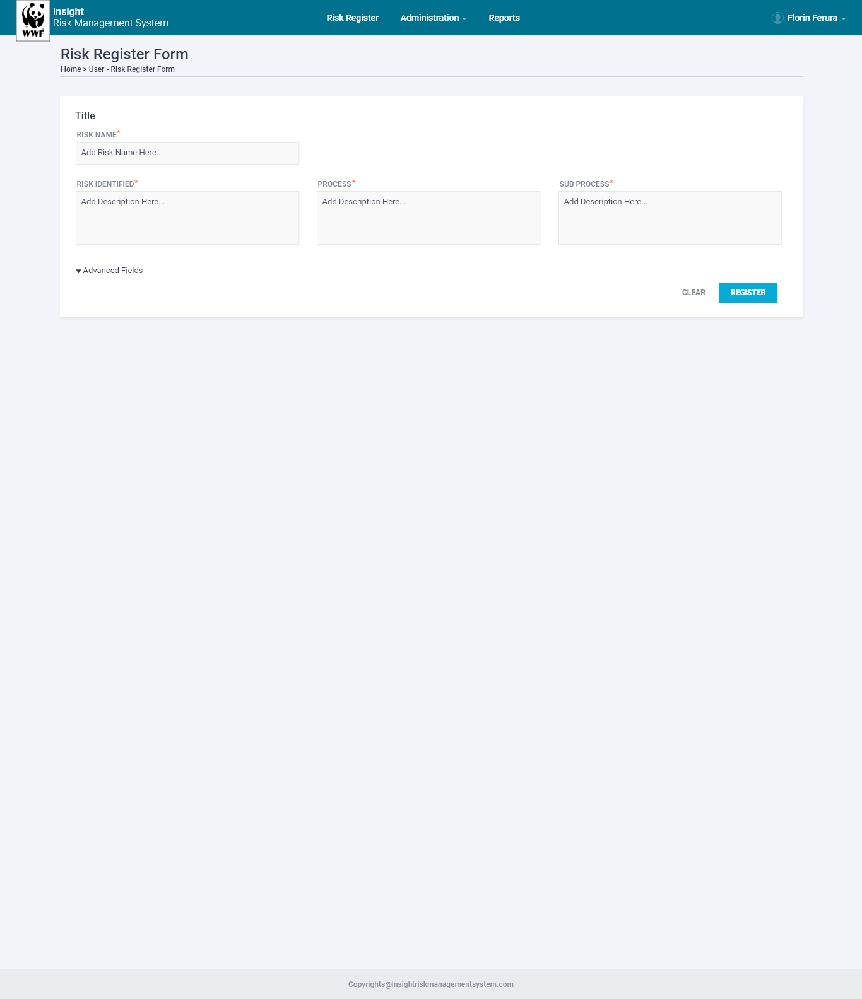 Insight
Risk Management System
WWF
Risk Register
Administration
Reports
Florin Ferura
Risk Register Form
Home > User - Risk Register Form
Title
RISK NAME*
Add Risk Name Here...
RISK IDENTIFIED*
PROCESS*
SUB PROCESS*
Add Description Here...
Add Description Here...
Add Description Here...
Advanced Fields
CLEAR
REGISTER
Copyrights@insightriskmanagementsystem.com